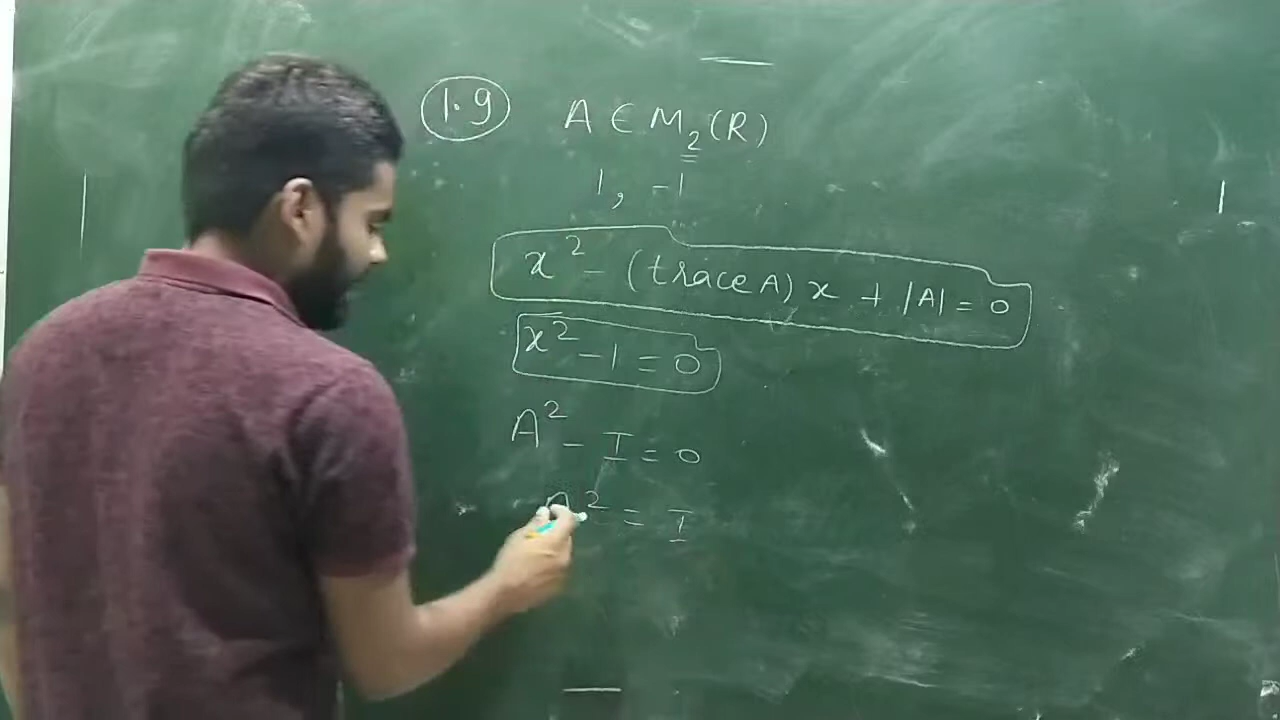 1.9 A ∈ M₂(R)
1, -1
x² - (trace A) x + |A| = 0
x² - 1 = 0
A² - I = 0
A² = I